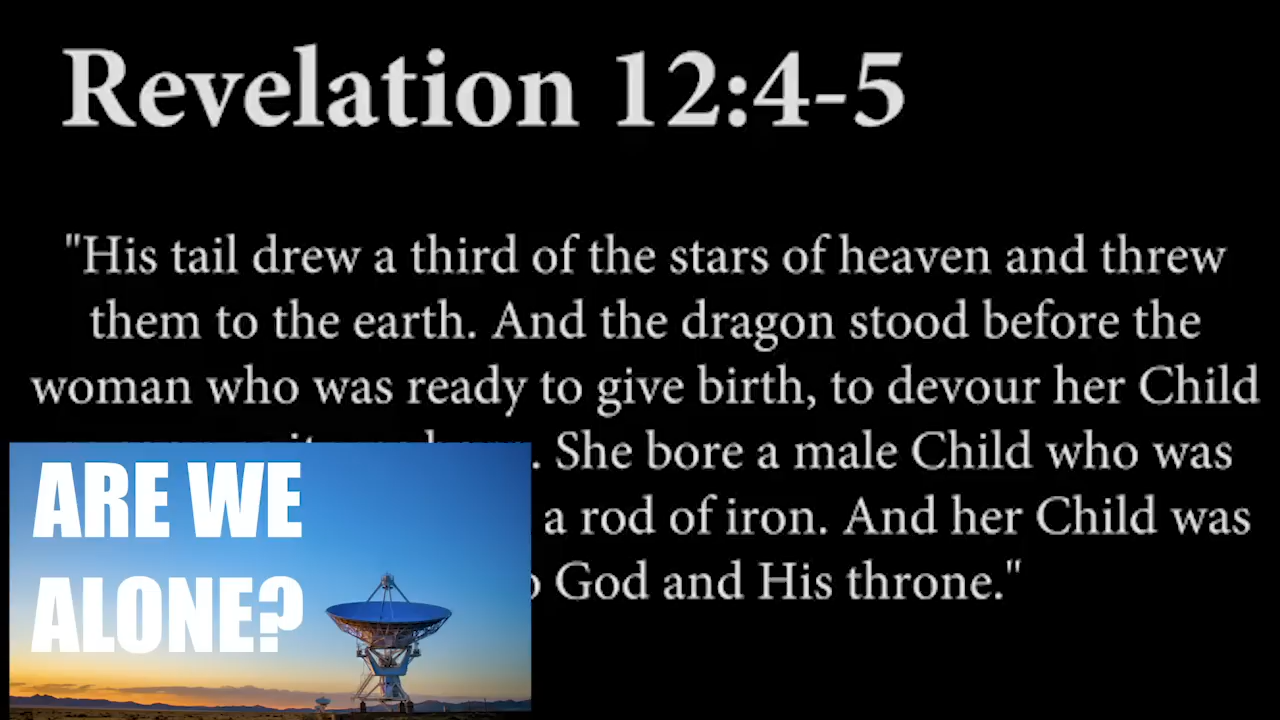 Revelation 12:4-5
"His tail drew a third of the stars of heaven and threw
them to the earth. And the dragon stood before the
woman who was ready to give birth, to devour her Child
. She bore a male Child who was
a rod of iron. And her Child was
God and His throne."
ARE WE
ALONE?